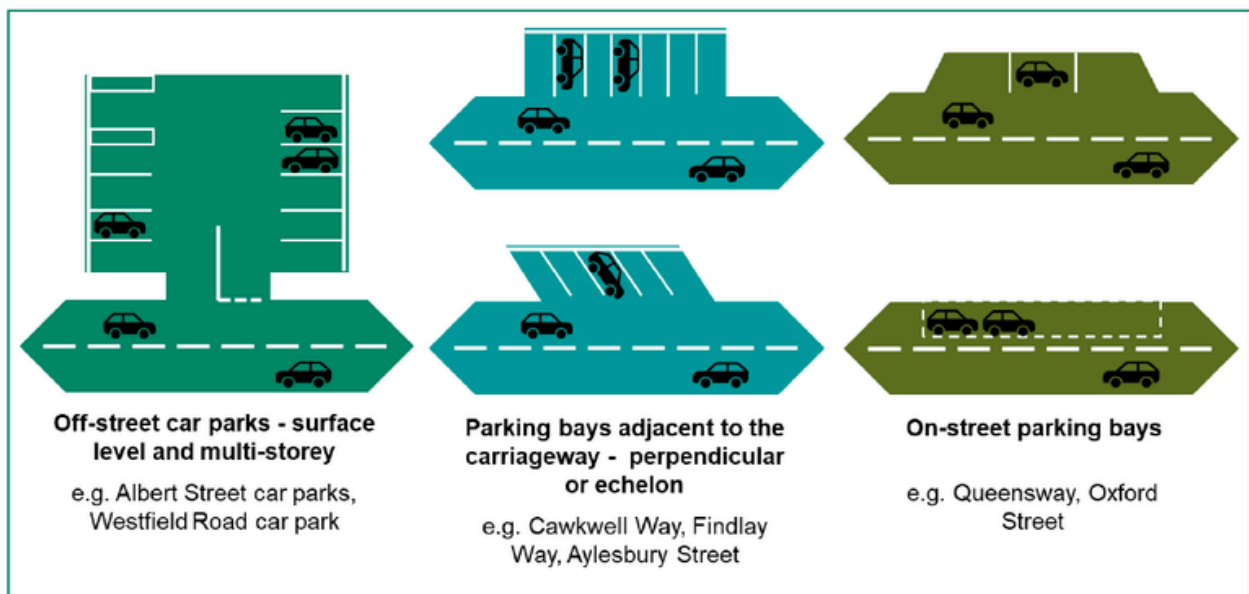 Off-street car parks - surface
level and multi-storey
e.g. Albert Street car parks,
Westfield Road car park
Parking bays adjacent to the
carriageway - perpendicular
or echelon
e.g. Cawkwell Way, Findlay
Way, Aylesbury Street
On-street parking bays
e.g. Queensway, Oxford
Street